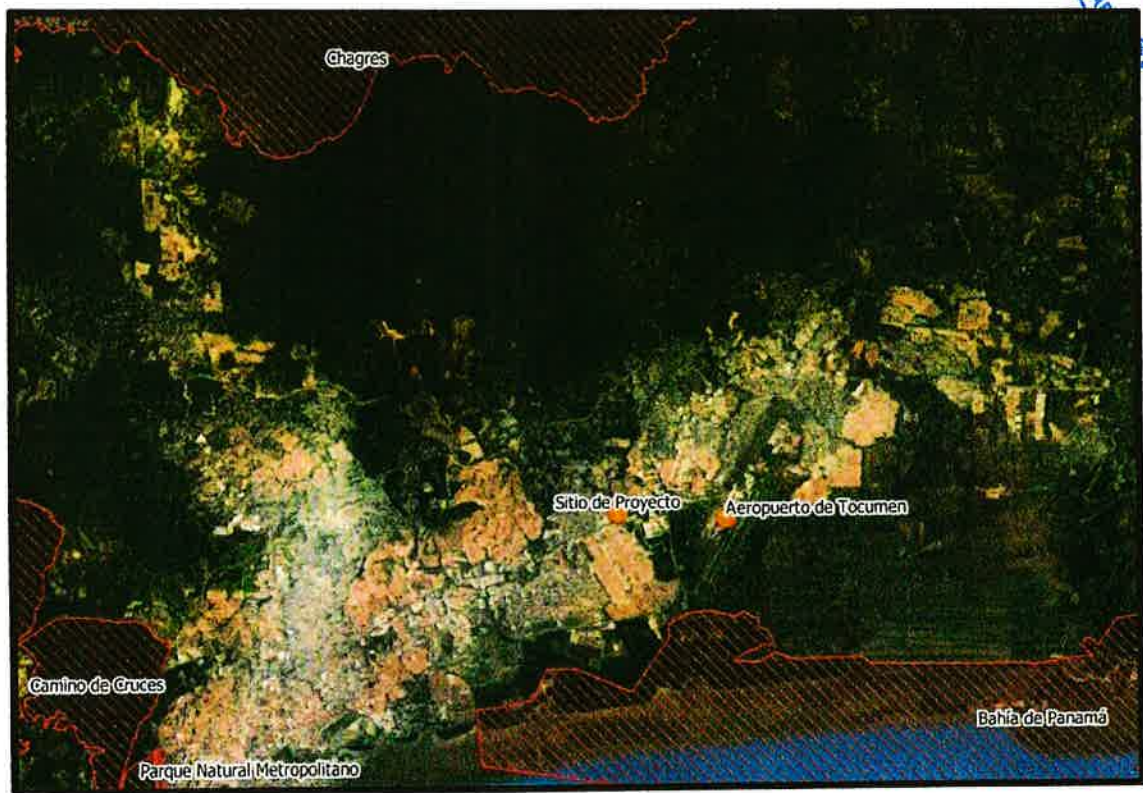 Chagres
Sitio de Proyecto
Aeropuerto de Tocumen
Camino de Cruces
Bahía de Panamá
Parque Natural Metropolitano